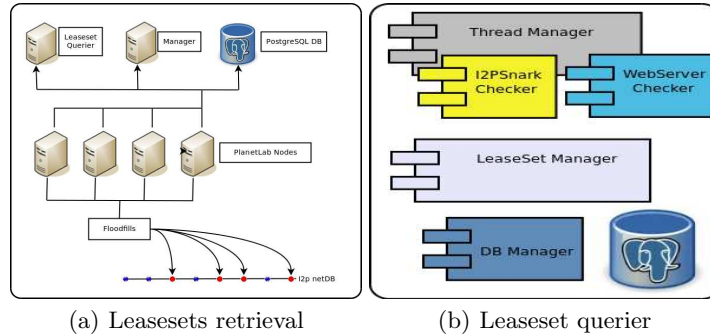 Leaseset
Querier
Manager
PostgreSQL DB
PlanetLab Nodes
Floodfills
I2p netDB
(a) Leasesets retrieval
Thread Manager
I2PSnark
Checker
WebServer
Checker
LeaseSet Manager
DB Manager
(b) Leaseset querier